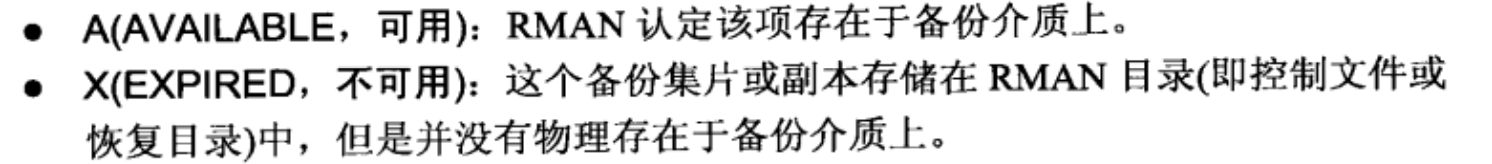 ● A(AVAILABLE，可用)：RMAN 认定该项存在于备份介质上。
● X(EXPIRED，不可用)：这个备份集片或副本存储在 RMAN 目录(即控制文件或
恢复目录)中，但是并没有物理存在于备份介质上。